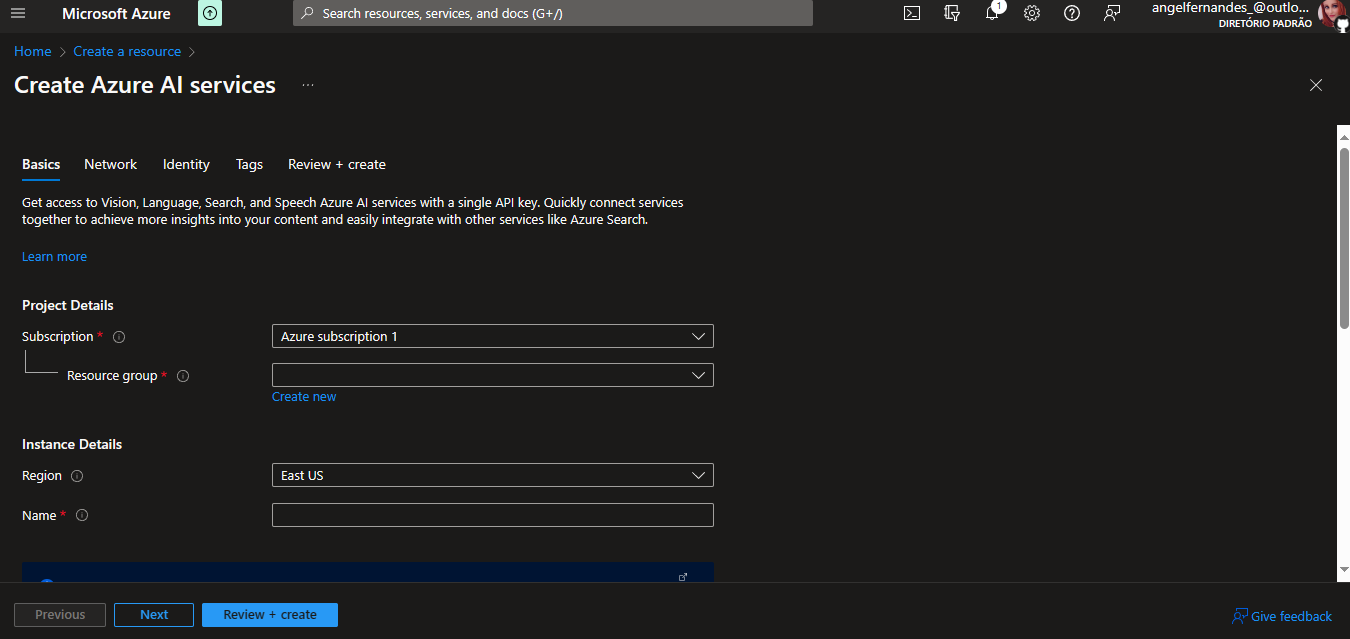 Microsoft Azure
Search resources, services, and docs (G+/)
1
angelfernandes_@outlo...
DIRETÓRIO PADRÃO
Home > Create a resource >
Create Azure AI services ...
Basics Network Identity Tags Review + create
Get access to Vision, Language, Search, and Speech Azure AI services with a single API key. Quickly connect services
together to achieve more insights into your content and easily integrate with other services like Azure Search.
Learn more
Project Details
Subscription * Azure subscription 1
Resource group *
Create new
Instance Details
Region East US
Name *
Previous Next Review + create Give feedback